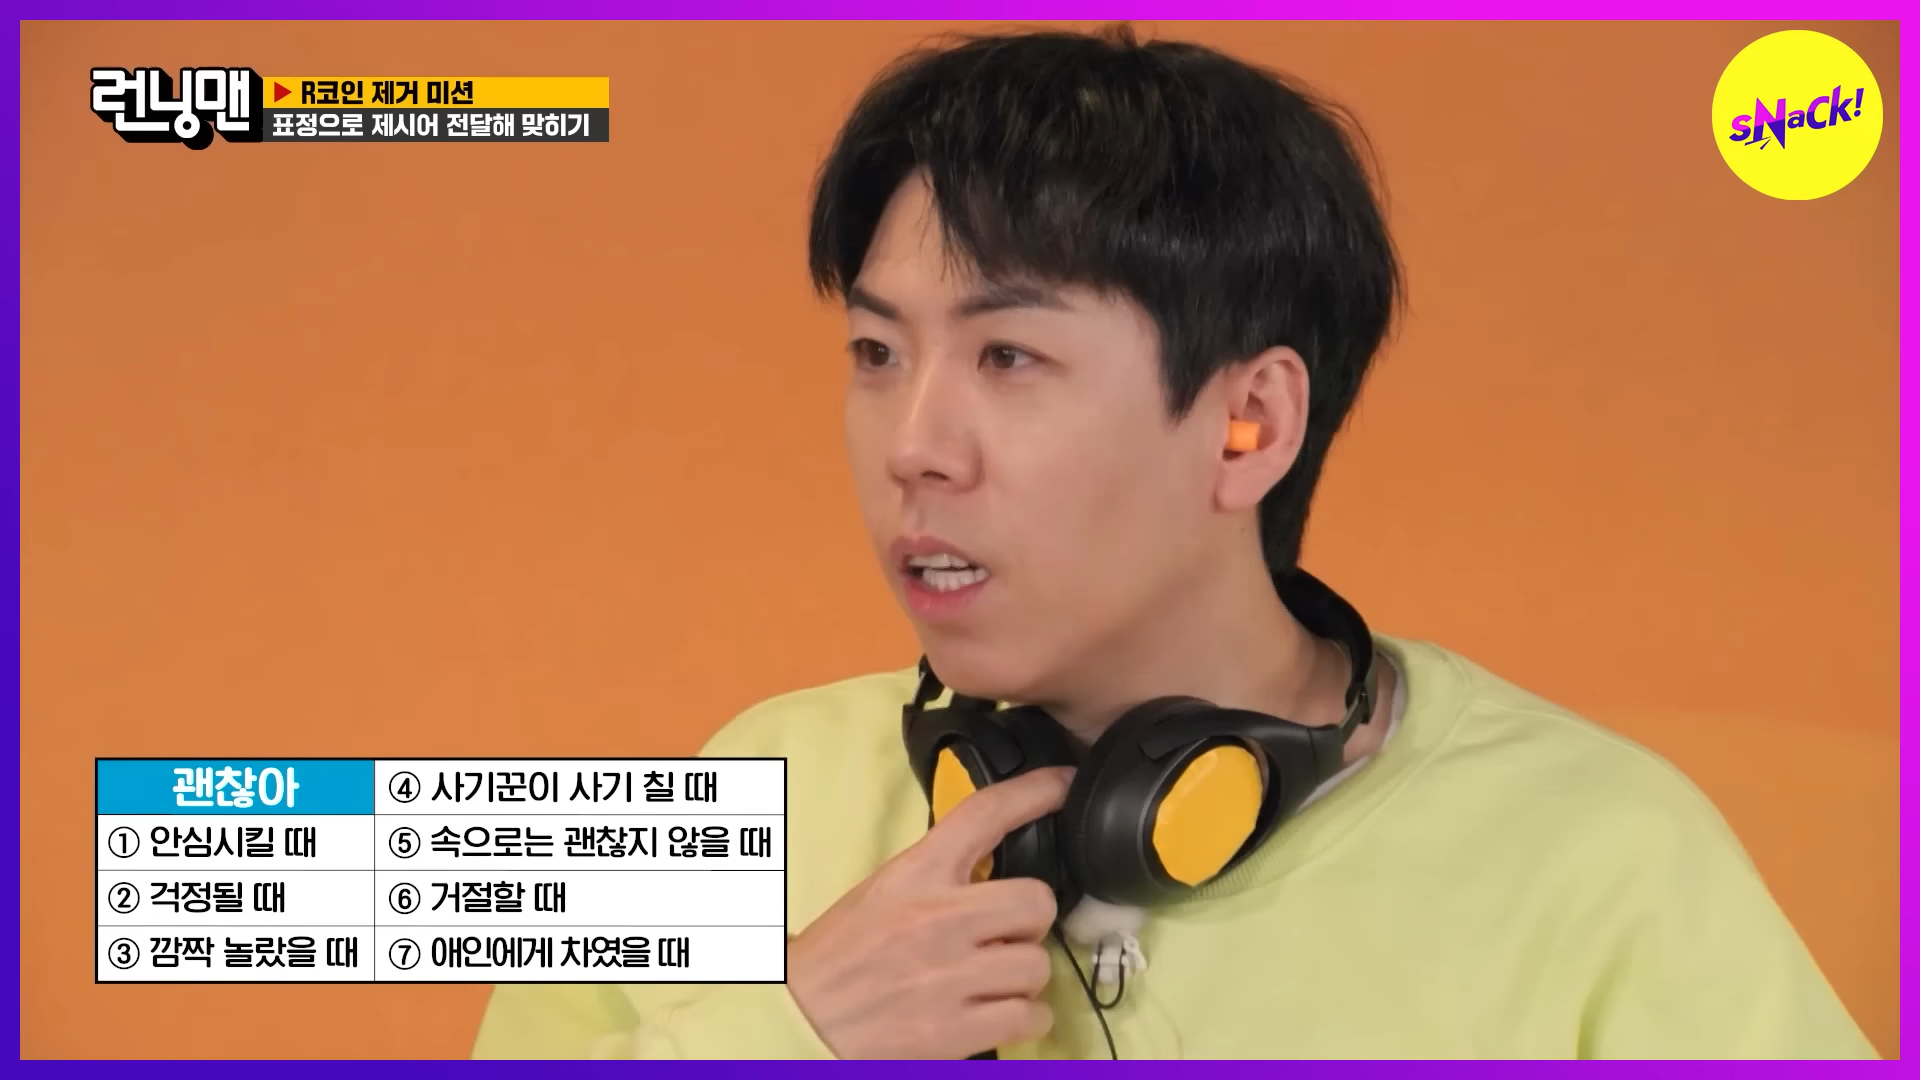 런닝맨
R코인 제거 미션
표정으로 제시어 전달해 맞히기
sNaCk!
괜찮아
① 안심시킬 때
② 걱정될 때
③ 깜짝 놀랐을 때
④ 사기꾼이 사기 칠 때
⑤ 속으로는 괜찮지 않을 때
⑥ 거절할 때
⑦ 애인에게 차였을 때